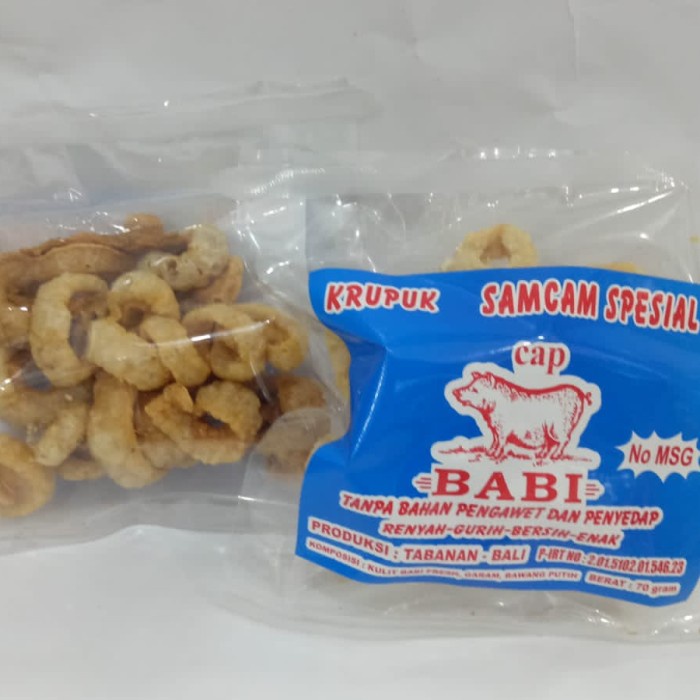 KRUPUK SAMCAM SPESIAL
cap
BABI
No MSG
TANPA BAHAN PENGAWET DAN PENYEDAP
RENYAH-GURIH-BERSIH-ENAK
PRODUKSI : TABANAN - BALI P-IRT NO : 2.01.5102.01.546.23
KOMPOSISI : KULIT BABI FRESH, GARAM, BAWANG PUTIH BERAT : 70 gram